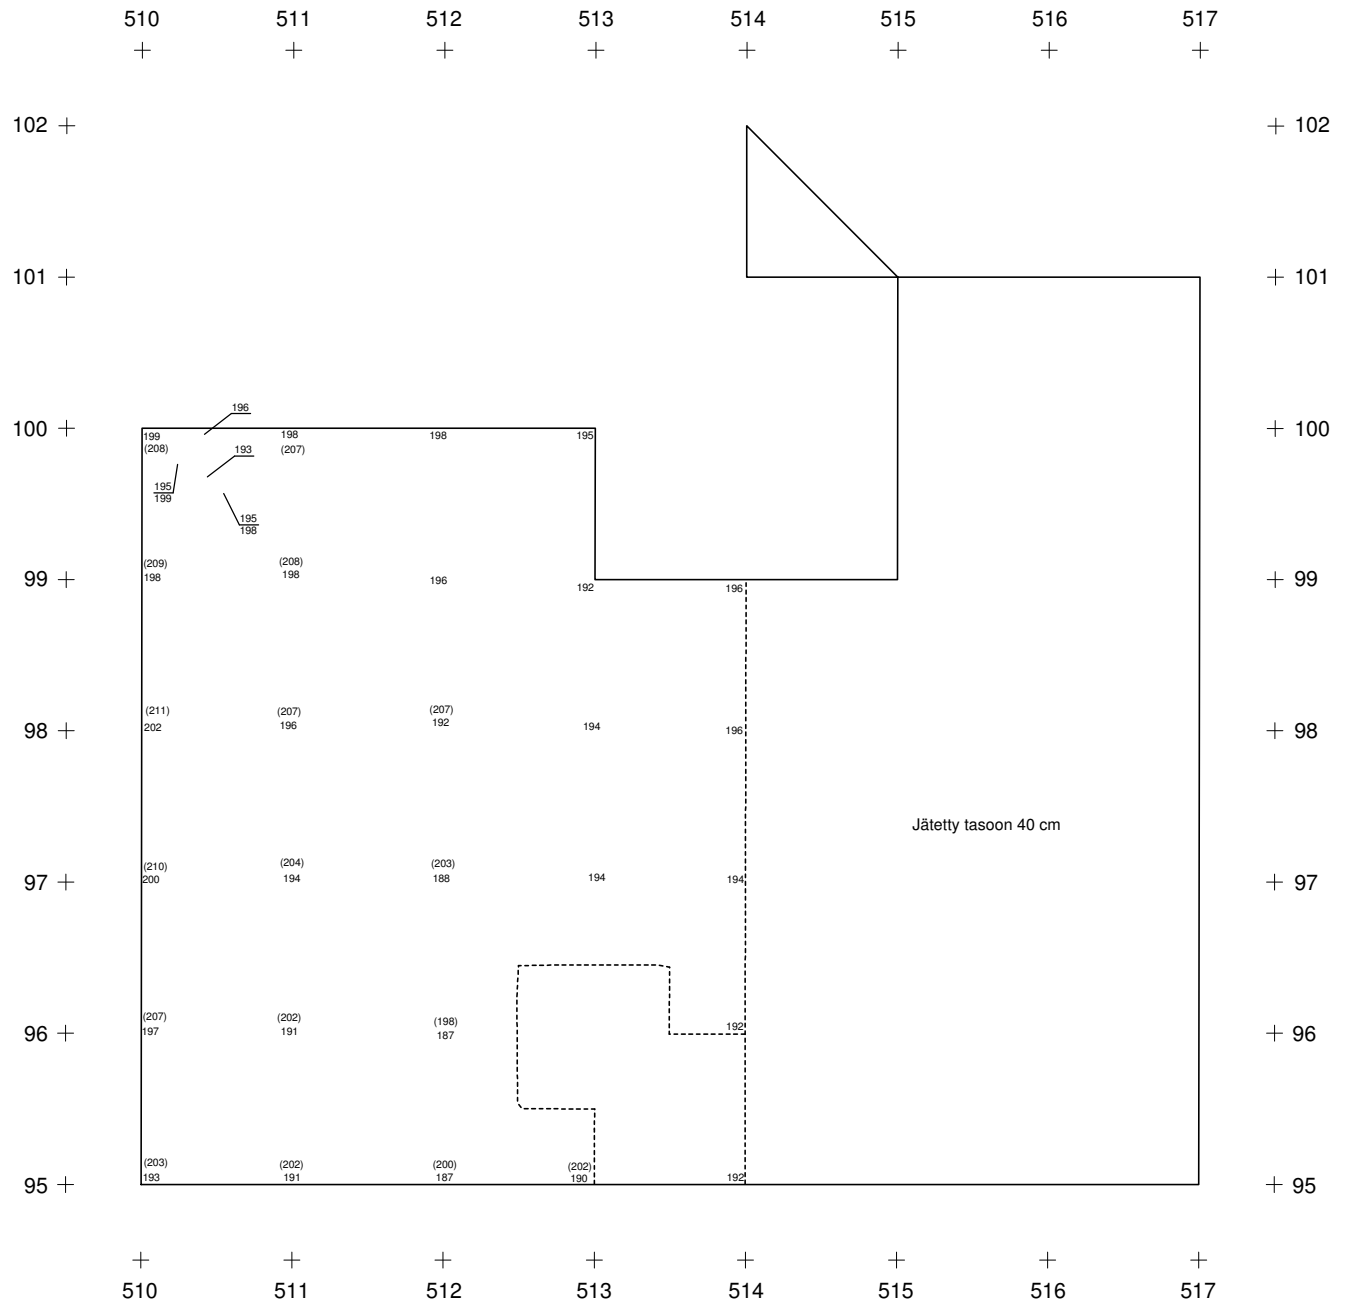 510 511 512 513 514 515 516 517
102 102
101 101
196
100 100
199 198 198 195
(208) 193 (207)
195
199
195
198
(209) (208)
99 198 198 196 192 196 99
(211) (207) (207)
98 202 196 192 194 196 98
Jätetty tasoon 40 cm
(210) (204) (203)
97 200 194 188 194 194 97
(207) (202) (198) 192
96 197 191 187 96
(203) (202) (200) (202)
95 193 191 187 190 192 95
510 511 512 513 514 515 516 517